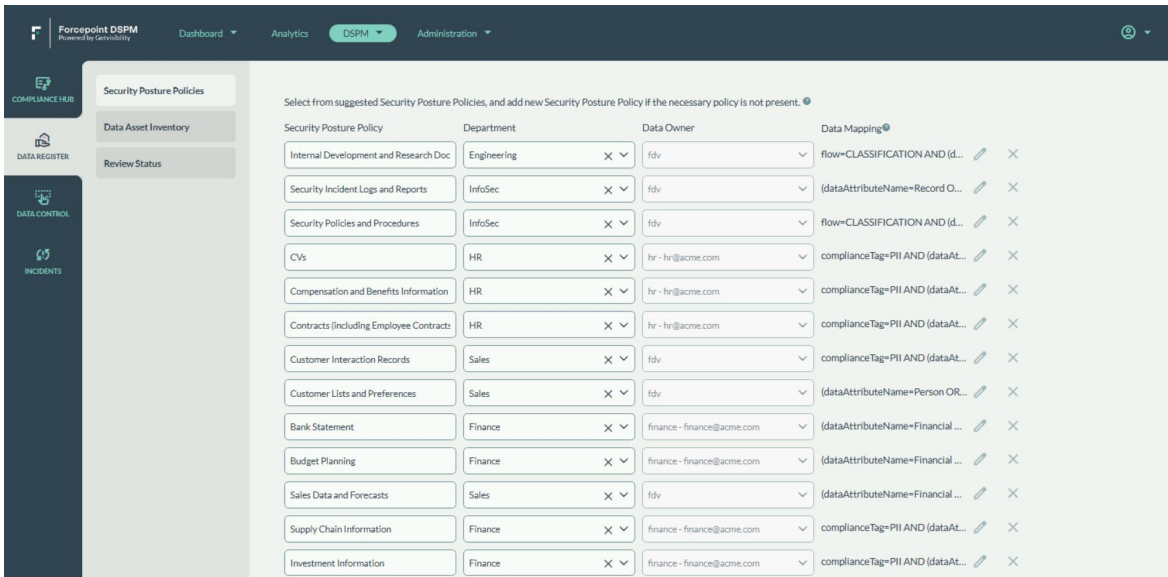 Forcepoint DSPM
Powered by Getvisibility
Dashboard Analytics DSPM Administration
COMPLIANCE HUB
DATA REGISTER
DATA CONTROL
INCIDENTS
Security Posture Policies
Data Asset Inventory
Review Status
Select from suggested Security Posture Policies, and add new Security Posture Policy if the necessary policy is not present.
Security Posture Policy Department Data Owner Data Mapping
Internal Development and Research Doc Engineering fdv flow=CLASSIFICATION AND (d...
Security Incident Logs and Reports InfoSec fdv (dataAttributeName=Record O...
Security Policies and Procedures InfoSec fdv flow=CLASSIFICATION AND (d...
CVs HR hr - hr@acme.com complianceTag=PII AND (dataAt...
Compensation and Benefits Information HR hr - hr@acme.com complianceTag=PII AND (dataAt...
Contracts (including Employee Contracts HR hr - hr@acme.com complianceTag=PII AND (dataAt...
Customer Interaction Records Sales fdv complianceTag=PII AND (dataAt...
Customer Lists and Preferences Sales fdv (dataAttributeName=Person OR...
Bank Statement Finance finance - finance@acme.com (dataAttributeName=Financial ...
Budget Planning Finance finance - finance@acme.com (dataAttributeName=Financial ...
Sales Data and Forecasts Sales fdv (dataAttributeName=Financial ...
Supply Chain Information Finance finance - finance@acme.com complianceTag=PII AND (dataAt...
Investment Information Finance finance - finance@acme.com complianceTag=PII AND (dataAt...